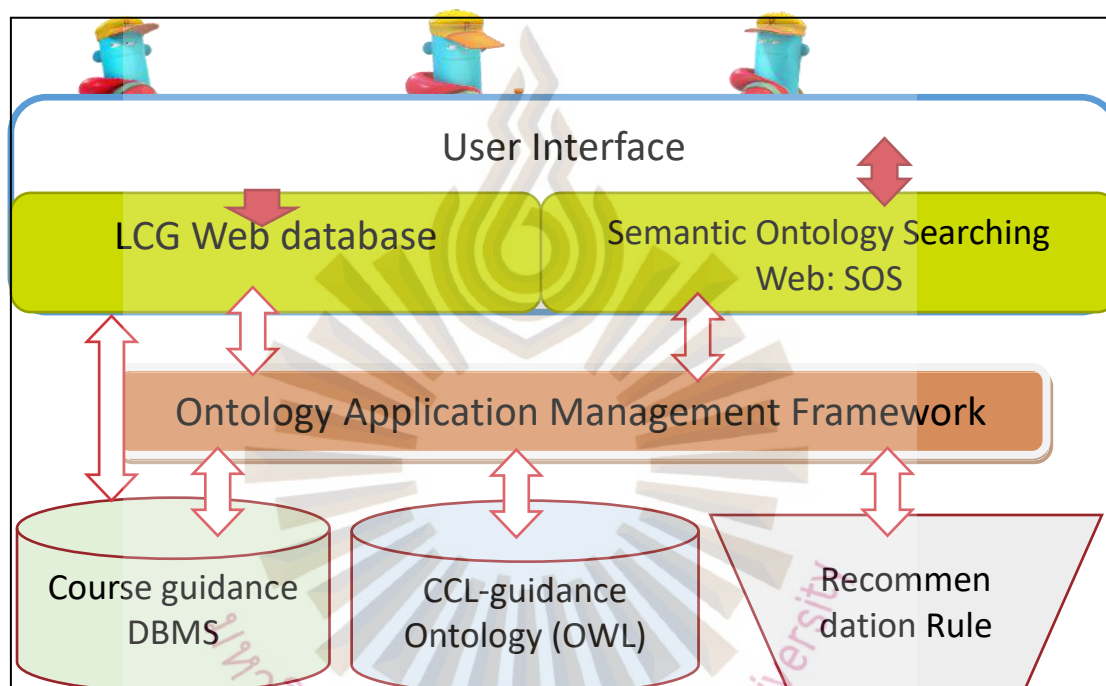 User Interface
LCG Web database
Semantic Ontology Searching
Web: SOS
Ontology Application Management Framework
Course guidance
DBMS
CCL-guidance
Ontology (OWL)
Recommen
dation Rule